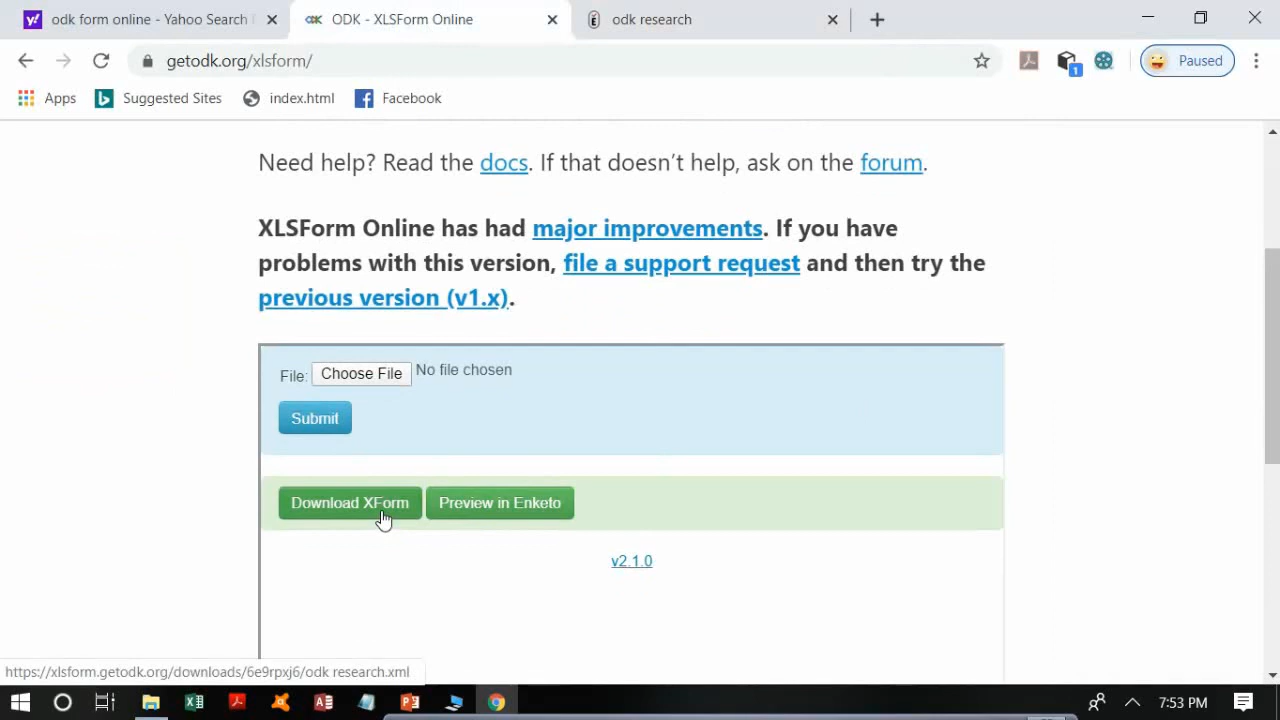 odk form online - Yahoo Search
ODK - XLSForm Online
odk research
getodk.org/xlsform/
1
Paused
Apps
Suggested Sites
index.html
Facebook
Need help? Read the docs. If that doesn't help, ask on the forum.
XLSForm Online has had major improvements. If you have
problems with this version, file a support request and then try the
previous version (v1.x).
File: Choose File No file chosen
Submit
Download XForm
Preview in Enketo
v2.1.0
https://xlsform.getodk.org/downloads/6e9rpxj6/odk research.xml
7:53 PM